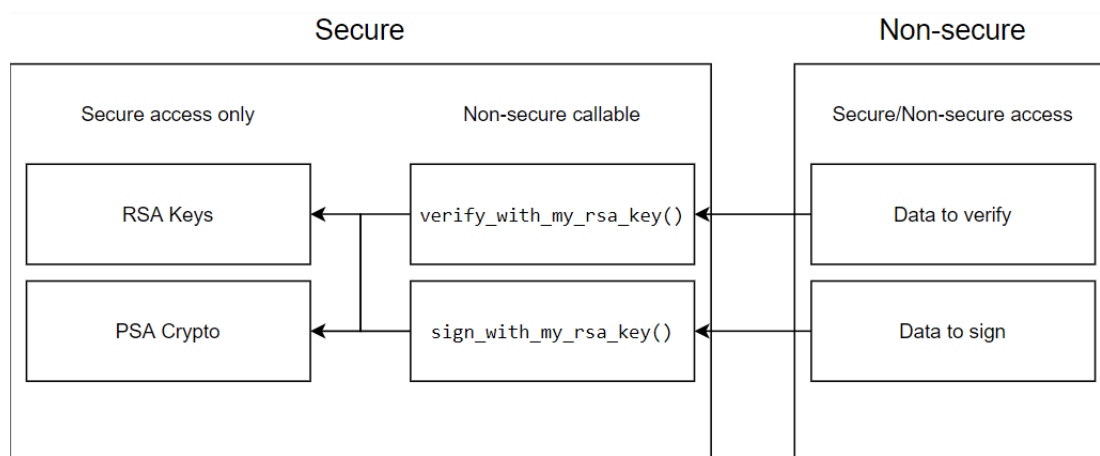 Secure
Non-secure
Secure access only
Non-secure callable
Secure/Non-secure access
RSA Keys
verify_with_my_rsa_key()
Data to verify
PSA Crypto
sign_with_my_rsa_key()
Data to sign